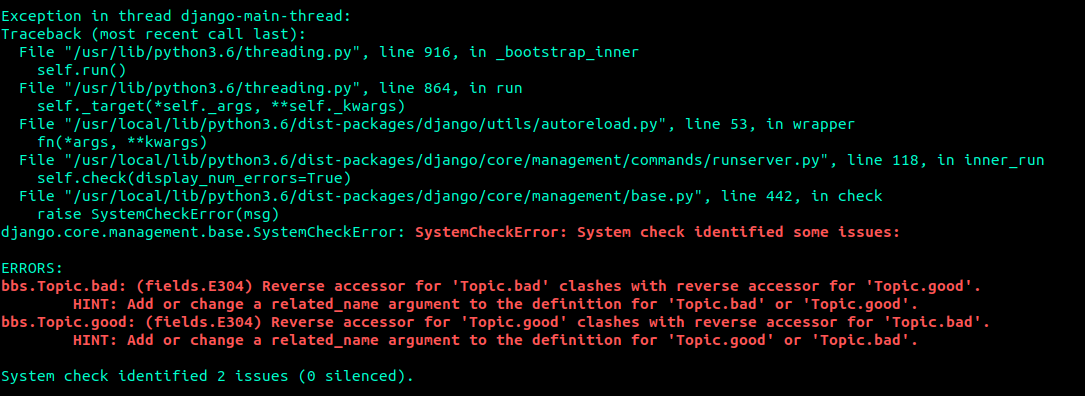 Exception in thread django-main-thread:
Traceback (most recent call last):
  File "/usr/lib/python3.6/threading.py", line 916, in _bootstrap_inner
    self.run()
  File "/usr/lib/python3.6/threading.py", line 864, in run
    self._target(*self._args, **self._kwargs)
  File "/usr/local/lib/python3.6/dist-packages/django/utils/autoreload.py", line 53, in wrapper
    fn(*args, **kwargs)
  File "/usr/local/lib/python3.6/dist-packages/django/core/management/commands/runserver.py", line 118, in inner_run
    self.check(display_num_errors=True)
  File "/usr/local/lib/python3.6/dist-packages/django/core/management/base.py", line 442, in check
    raise SystemCheckError(msg)
django.core.management.base.SystemCheckError: SystemCheckError: System check identified some issues:

ERRORS:
bbs.Topic.bad: (fields.E304) Reverse accessor for 'Topic.bad' clashes with reverse accessor for 'Topic.good'.
        HINT: Add or change a related_name argument to the definition for 'Topic.bad' or 'Topic.good'.
bbs.Topic.good: (fields.E304) Reverse accessor for 'Topic.good' clashes with reverse accessor for 'Topic.bad'.
        HINT: Add or change a related_name argument to the definition for 'Topic.good' or 'Topic.bad'.

System check identified 2 issues (0 silenced).